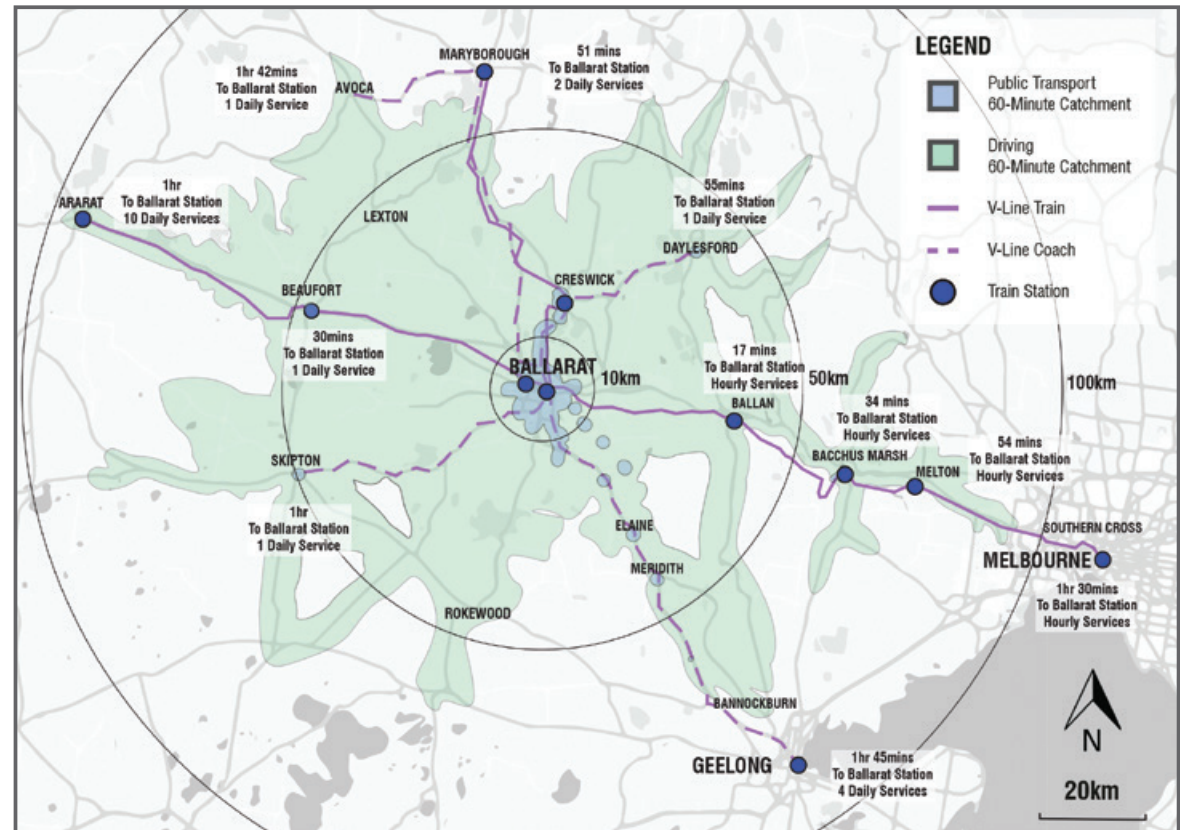 MARYBOROUGH
51 mins
To Ballarat Station
2 Daily Services
1hr 42mins
To Ballarat Station
1 Daily Service
AVOCA
LEGEND
Public Transport
60-Minute Catchment
Driving
60-Minute Catchment
V-Line Train
V-Line Coach
Train Station
1hr
To Ballarat Station
10 Daily Services
ARARAT
LEXTON
55mins
To Ballarat Station
1 Daily Service
DAYLESFORD
CRESWICK
BEAUFORT
30mins
To Ballarat Station
1 Daily Service
BALLARAT
10km
17 mins
To Ballarat Station
Hourly Services
50km
100km
BALLAN
34 mins
To Ballarat Station
Hourly Services
BACCHUS MARSH
54 mins
To Ballarat Station
Hourly Services
MELTON
SKIPTON
1hr
To Ballarat Station
1 Daily Service
ELAINE
MERIDITH
SOUTHERN CROSS
MELBOURNE
1hr 30mins
To Ballarat Station
Hourly Services
ROKEWOOD
BANNOCKBURN
GEELONG
1hr 45mins
To Ballarat Station
4 Daily Services
N
20km